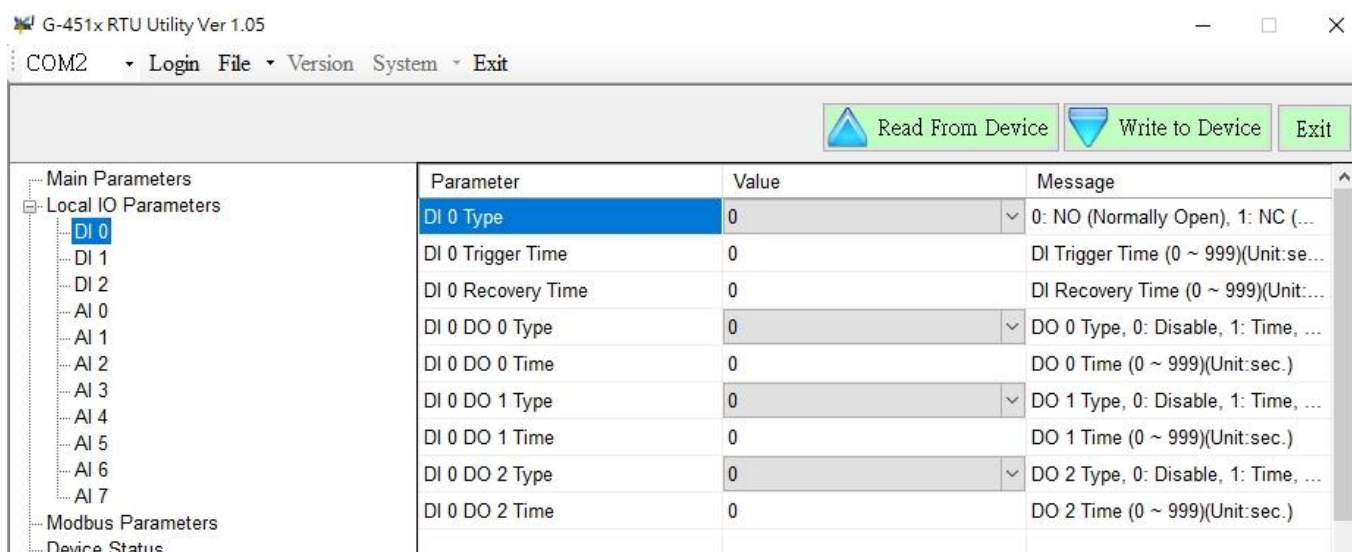 G-451x RTU Utility Ver 1.05
COM2 Login File Version System Exit
Read From Device Write to Device Exit
Main Parameters
Local IO Parameters
DI 0
DI 1
DI 2
AI 0
AI 1
AI 2
AI 3
AI 4
AI 5
AI 6
AI 7
Modbus Parameters
Device Status
Parameter Value Message
DI 0 Type 0 0: NO (Normally Open), 1: NC (...
DI 0 Trigger Time 0 DI Trigger Time (0 ~ 999)(Unit:se...
DI 0 Recovery Time 0 DI Recovery Time (0 ~ 999)(Unit:...
DI 0 DO 0 Type 0 DO 0 Type, 0: Disable, 1: Time, ...
DI 0 DO 0 Time 0 DO 0 Time (0 ~ 999)(Unit:sec.)
DI 0 DO 1 Type 0 DO 1 Type, 0: Disable, 1: Time, ...
DI 0 DO 1 Time 0 DO 1 Time (0 ~ 999)(Unit:sec.)
DI 0 DO 2 Type 0 DO 2 Type, 0: Disable, 1: Time, ...
DI 0 DO 2 Time 0 DO 2 Time (0 ~ 999)(Unit:sec.)